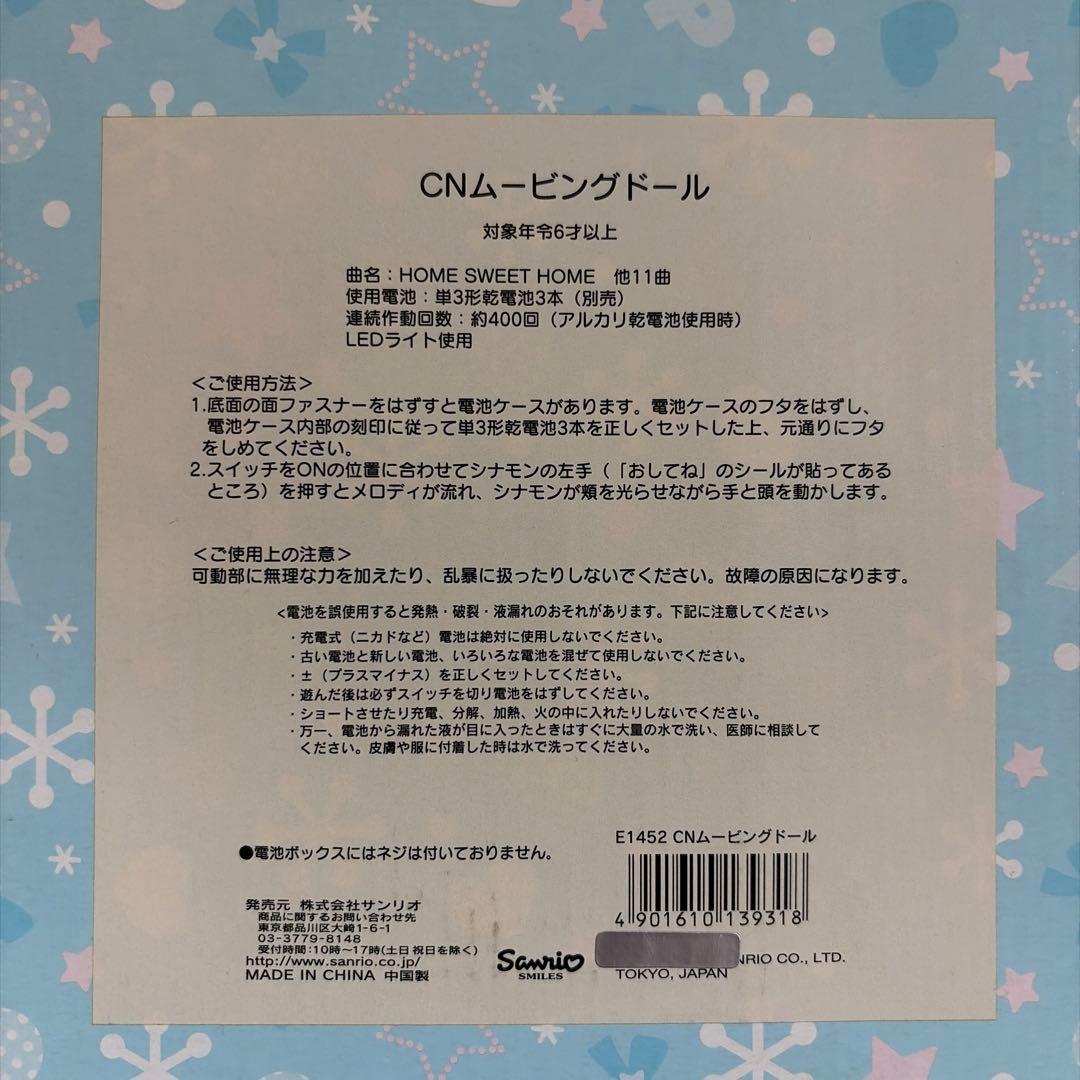 CNムービングドール
対象年令6才以上
曲名：HOME SWEET HOME　他11曲
使用電池：単3形乾電池3本（別売）
連続作動回数：約400回（アルカリ乾電池使用時）
LEDライト使用
＜ご使用方法＞
1.底面の面ファスナーをはずすと電池ケースがあります。電池ケースのフタをはずし、
電池ケース内部の刻印に従って単3形乾電池3本を正しくセットした上、元通りにフタ
をしめてください。
2.スイッチをONの位置に合わせてシナモンの左手（「おしてね」のシールが貼ってある
ところ）を押すとメロディが流れ、シナモンが頬を光らせながら手と頭を動かします。
＜ご使用上の注意＞
可動部に無理な力を加えたり、乱暴に扱ったりしないでください。故障の原因になります。
<電池を誤使用すると発熱・破裂・液漏れのおそれがあります。下記に注意してください>
・充電式（ニカドなど）電池は絶対に使用しないでください。
・古い電池と新しい電池、いろいろな電池を混ぜて使用しないでください。
・±（プラスマイナス）を正しくセットしてください。
・遊んだ後は必ずスイッチを切り電池をはずしてください。
・ショートさせたり充電、分解、加熱、火の中に入れたりしないでください。
・万一、電池から漏れた液が目に入ったときはすぐに大量の水で洗い、医師に相談して
ください。皮膚や服に付着した時は水で洗ってください。
●電池ボックスにはネジは付いておりません。
E1452 CNムービングドール
4 901610 139318
発売元 株式会社サンリオ
商品に関するお問い合わせ先
東京都品川区大崎1-6-1
03-3779-8148
受付時間：10時～17時(土日祝日を除く)
http://www.sanrio.co.jp/
MADE IN CHINA 中国製
Sanrio
SMILES
NRIO CO., LTD.
TOKYO, JAPAN